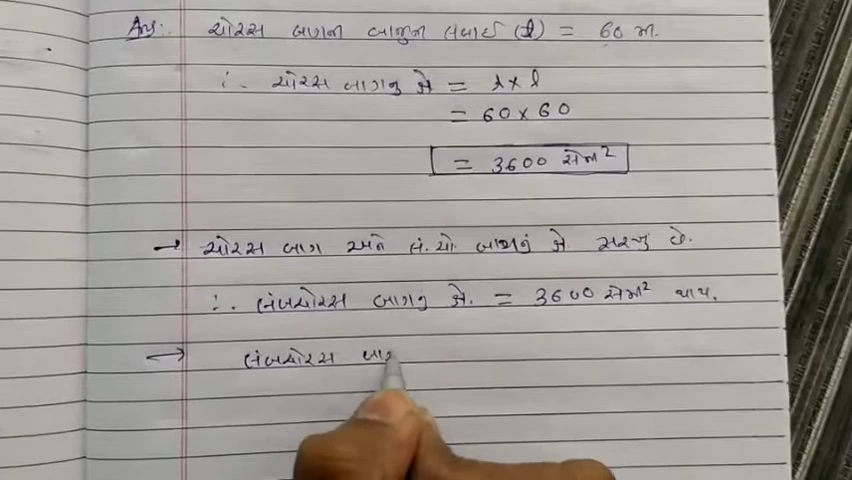 Ans:. ચોરસ બાગની બાજુની લંબાઈ (l) = 60 મી.
∴ ચોરસ બાગનું ક્ષે = l x l
= 60 x 60
= 3600 સેમી²
→ ચોરસ બાગ અને લં.ચો. બાગનું ક્ષે સરખું છે.
∴ લંબચોરસ બાગનું ક્ષે. = 3600 સેમી² થાય.
→ લંબચોરસ બાગ